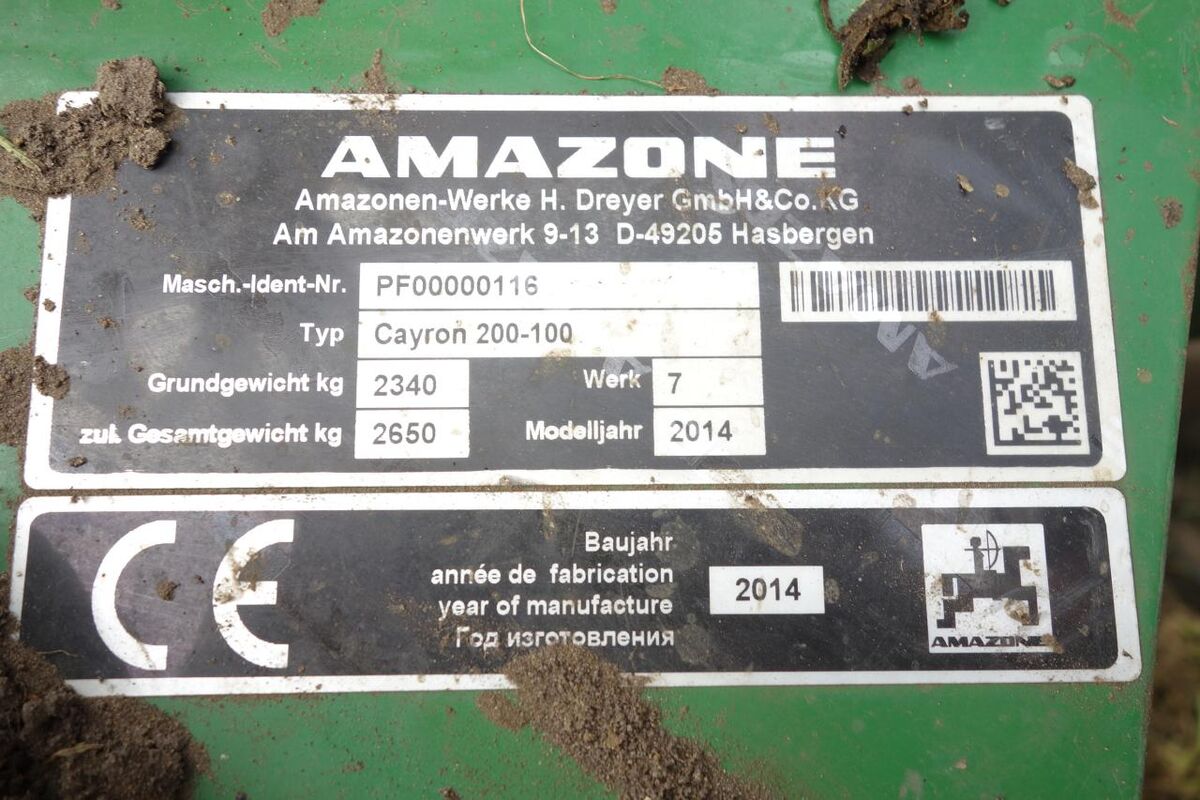 AMAZONE
Amazonen-Werke H. Dreyer GmbH&Co.KG
Am Amazonenwerk 9-13 D-49205 Hasbergen
Masch.-Ident-Nr. PF00000116
Typ Cayron 200-100
Grundgewicht kg 2340 Werk 7
zul. Gesamtgewicht kg 2650 Modelljahr 2014
CE
Baujahr
année de fabrication
year of manufacture
Год изготовления
2014
AMAZONE